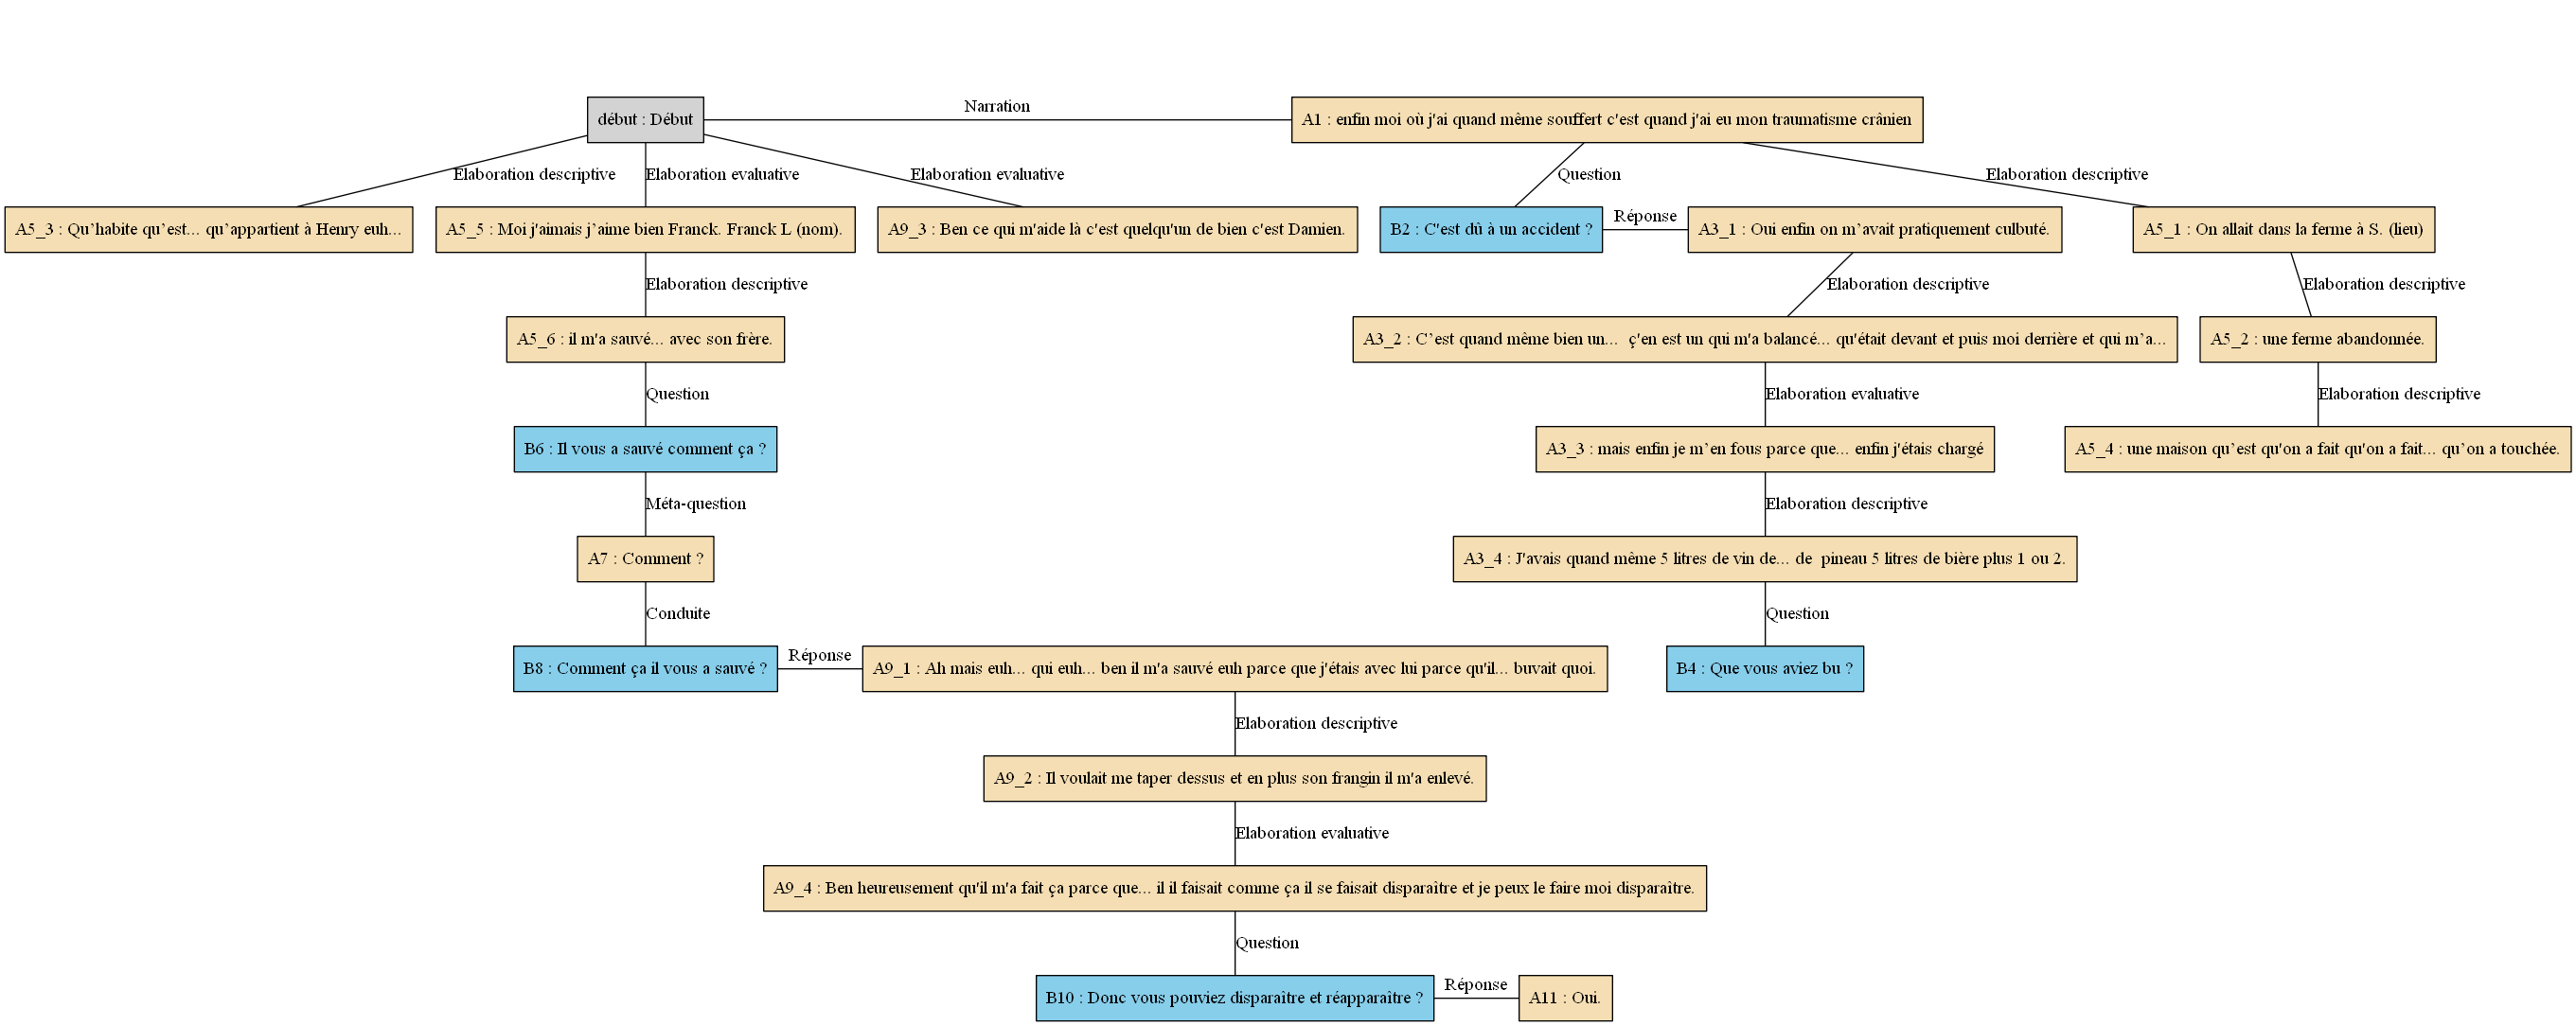 Narration
début : Début
A1 : enfin moi où j'ai quand même souffert c'est quand j'ai eu mon traumatisme crânien
Elaboration descriptive
Elaboration evaluative
Elaboration evaluative
Question
Elaboration descriptive
A5_3 : Qu’habite qu’est... qu’appartient à Henry euh...
A5_5 : Moi j'aimais j’aime bien Franck. Franck L (nom).
A9_3 : Ben ce qui m'aide là c'est quelqu'un de bien c'est Damien.
B2 : C'est dû à un accident ?
Réponse
A3_1 : Oui enfin on m’avait pratiquement culbuté.
A5_1 : On allait dans la ferme à S. (lieu)
Elaboration descriptive
Elaboration descriptive
Elaboration descriptive
A5_6 : il m'a sauvé... avec son frère.
A3_2 : C’est quand même bien un...  ç'en est un qui m'a balancé... qu'était devant et puis moi derrière et qui m’a...
A5_2 : une ferme abandonnée.
Question
Elaboration evaluative
Elaboration descriptive
B6 : Il vous a sauvé comment ça ?
A3_3 : mais enfin je m’en fous parce que... enfin j'étais chargé
A5_4 : une maison qu’est qu'on a fait qu'on a fait... qu’on a touchée.
Méta-question
Elaboration descriptive
A7 : Comment ?
A3_4 : J'avais quand même 5 litres de vin de... de  pineau 5 litres de bière plus 1 ou 2.
Conduite
Question
B8 : Comment ça il vous a sauvé ?
Réponse
A9_1 : Ah mais euh... qui euh... ben il m'a sauvé euh parce que j'étais avec lui parce qu'il... buvait quoi.
B4 : Que vous aviez bu ?
Elaboration descriptive
A9_2 : Il voulait me taper dessus et en plus son frangin il m'a enlevé.
Elaboration evaluative
A9_4 : Ben heureusement qu'il m'a fait ça parce que... il il faisait comme ça il se faisait disparaître et je peux le faire moi disparaître.
Question
B10 : Donc vous pouviez disparaître et réapparaître ?
Réponse
A11 : Oui.